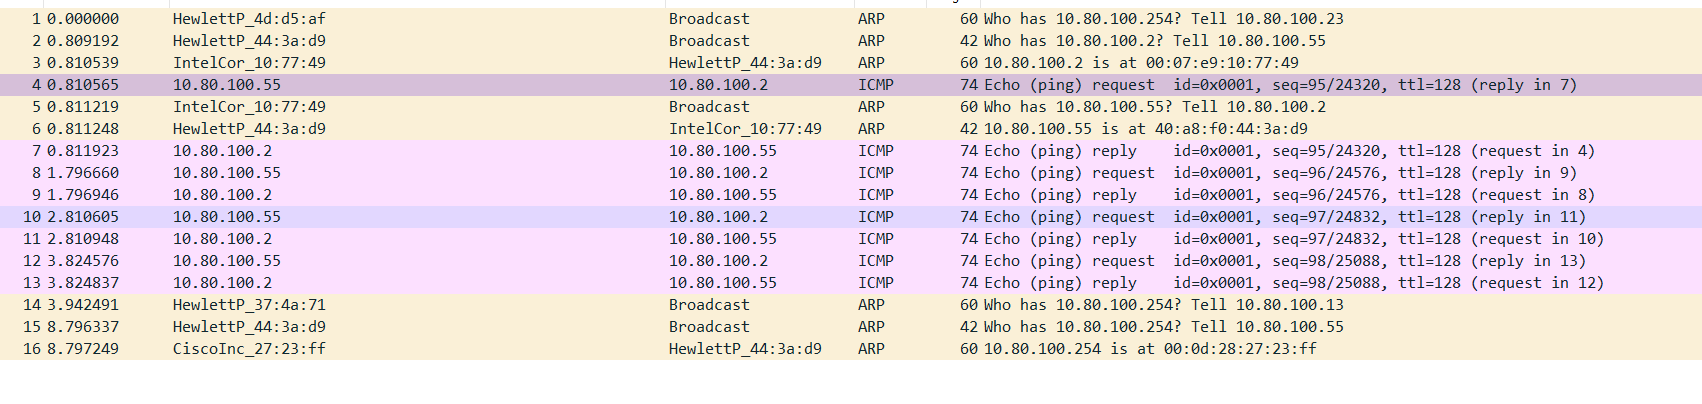 1 0.000000 HewlettP_4d:d5:af Broadcast ARP 60 Who has 10.80.100.254? Tell 10.80.100.23
2 0.809192 HewlettP_44:3a:d9 Broadcast ARP 42 Who has 10.80.100.2? Tell 10.80.100.55
3 0.810539 IntelCor_10:77:49 HewlettP_44:3a:d9 ARP 60 10.80.100.2 is at 00:07:e9:10:77:49
4 0.810565 10.80.100.55 10.80.100.2 ICMP 74 Echo (ping) request id=0x0001, seq=95/24320, ttl=128 (reply in 7)
5 0.811219 IntelCor_10:77:49 Broadcast ARP 60 Who has 10.80.100.55? Tell 10.80.100.2
6 0.811248 HewlettP_44:3a:d9 IntelCor_10:77:49 ARP 42 10.80.100.55 is at 40:a8:f0:44:3a:d9
7 0.811923 10.80.100.2 10.80.100.55 ICMP 74 Echo (ping) reply id=0x0001, seq=95/24320, ttl=128 (request in 4)
8 1.796660 10.80.100.55 10.80.100.2 ICMP 74 Echo (ping) request id=0x0001, seq=96/24576, ttl=128 (reply in 9)
9 1.796946 10.80.100.2 10.80.100.55 ICMP 74 Echo (ping) reply id=0x0001, seq=96/24576, ttl=128 (request in 8)
10 2.810605 10.80.100.55 10.80.100.2 ICMP 74 Echo (ping) request id=0x0001, seq=97/24832, ttl=128 (reply in 11)
11 2.810948 10.80.100.2 10.80.100.55 ICMP 74 Echo (ping) reply id=0x0001, seq=97/24832, ttl=128 (request in 10)
12 3.824576 10.80.100.55 10.80.100.2 ICMP 74 Echo (ping) request id=0x0001, seq=98/25088, ttl=128 (reply in 13)
13 3.824837 10.80.100.2 10.80.100.55 ICMP 74 Echo (ping) reply id=0x0001, seq=98/25088, ttl=128 (request in 12)
14 3.942491 HewlettP_37:4a:71 Broadcast ARP 60 Who has 10.80.100.254? Tell 10.80.100.13
15 8.796337 HewlettP_44:3a:d9 Broadcast ARP 42 Who has 10.80.100.254? Tell 10.80.100.55
16 8.797249 CiscoInc_27:23:ff HewlettP_44:3a:d9 ARP 60 10.80.100.254 is at 00:0d:28:27:23:ff